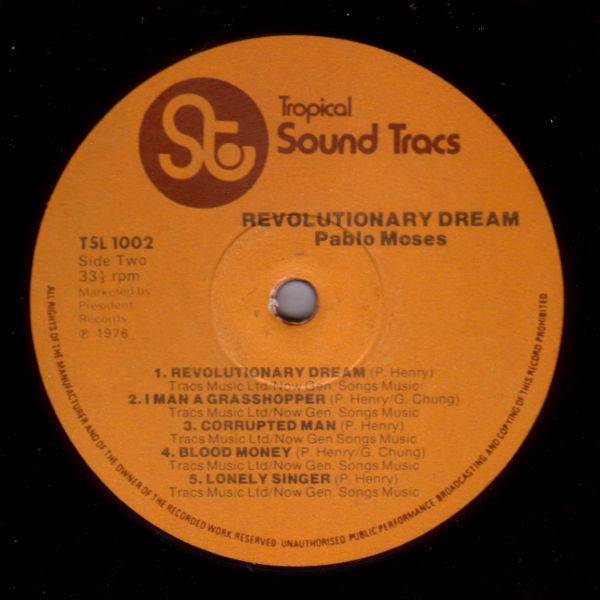 St
Tropical
Sound Tracs
REVOLUTIONARY DREAM
Pablo Moses
TSL 1002
Side Two
33⅓ rpm
Marketed by
President
Records
℗ 1976
1. REVOLUTIONARY DREAM (P. Henry)
Tracs Music Ltd/Now Gen. Songs Music
2. I MAN A GRASSHOPPER (P. Henry/G. Chung)
Tracs Music Ltd/Now Gen. Songs Music
3. CORRUPTED MAN (P. Henry)
Tracs Music Ltd/Now Gen. Songs Music
4. BLOOD MONEY (P. Henry/G. Chung)
Tracs Music Ltd/Now Gen. Songs Music
5. LONELY SINGER (P. Henry)
Tracs Music Ltd/Now Gen. Songs Music
ALL RIGHTS OF THE MANUFACTURER AND OF THE OWNER OF THE RECORDED WORK RESERVED UNAUTHORISED PUBLIC PERFORMANCE BROADCASTING AND COPYING OF THIS RECORD PROHIBITED